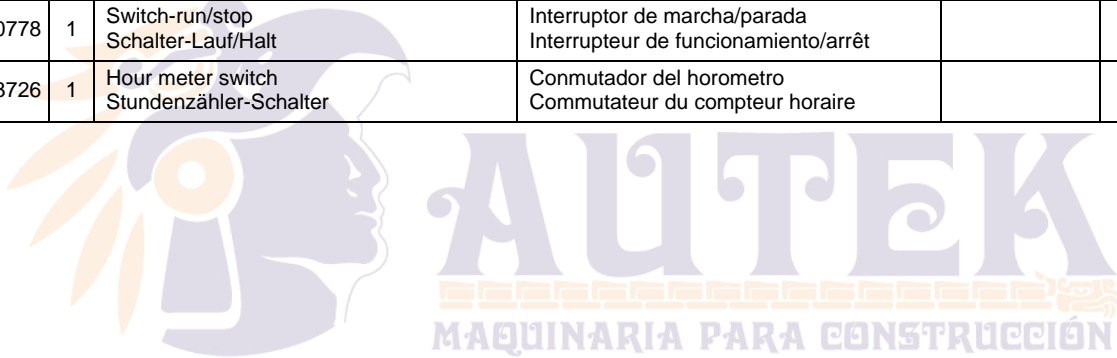 0778 1 Switch-run/stop Interruptor de marcha/parada
Schalter-Lauf/Halt Interrupteur de funcionamiento/arrêt
3726 1 Hour meter switch Conmutador del horometro
Stundenzähler-Schalter Commutateur du compteur horaire
AUTEK
MAQUINARIA PARA CONSTRUCCIÓN